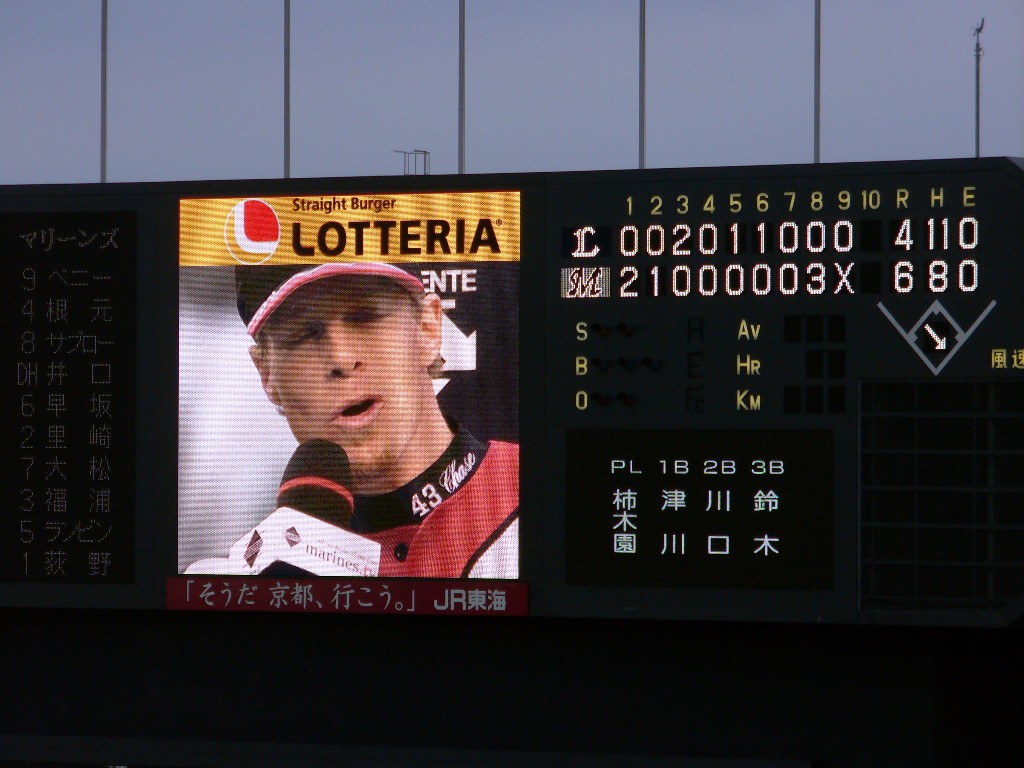 マリーンズ
9 ベニー
4 根元
8 サブロー
DH 井口
6 早坂
2 里崎
7 大松
3 福浦
5 ランビン
1 荻野
Straight Burger
LOTTERIA
ENTE
43 Chase
marines.tv
「そうだ 京都、行こう。」 JR東海
1 2 3 4 5 6 7 8 9 10 R H E
L 0 0 2 0 1 1 0 0 0 4 11 0
M 2 1 0 0 0 0 0 3 X 6 8 0
S H AV
B E HR
O FC KM
風速
PL 1B 2B 3B
柿木園 津川 川口 鈴木